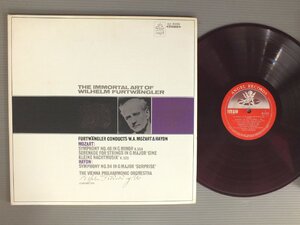 THE IMMORTAL ART OF
WILHELM FURTWÄNGLER
FURTWÄNGLER CONDUCTS W.A. MOZART & HAYDN
MOZART:
SYMPHONY NO.40 IN G MINOR K.550
SERENADE FOR STRINGS IN G MAJOR "EINE
KLEINE NACHTMUSIK" K.525
HAYDN:
SYMPHONY NO.94 IN G MAJOR "SURPRISE"
THE VIENNA PHILHARMONIC ORCHESTRA
ANGEL RECORDS